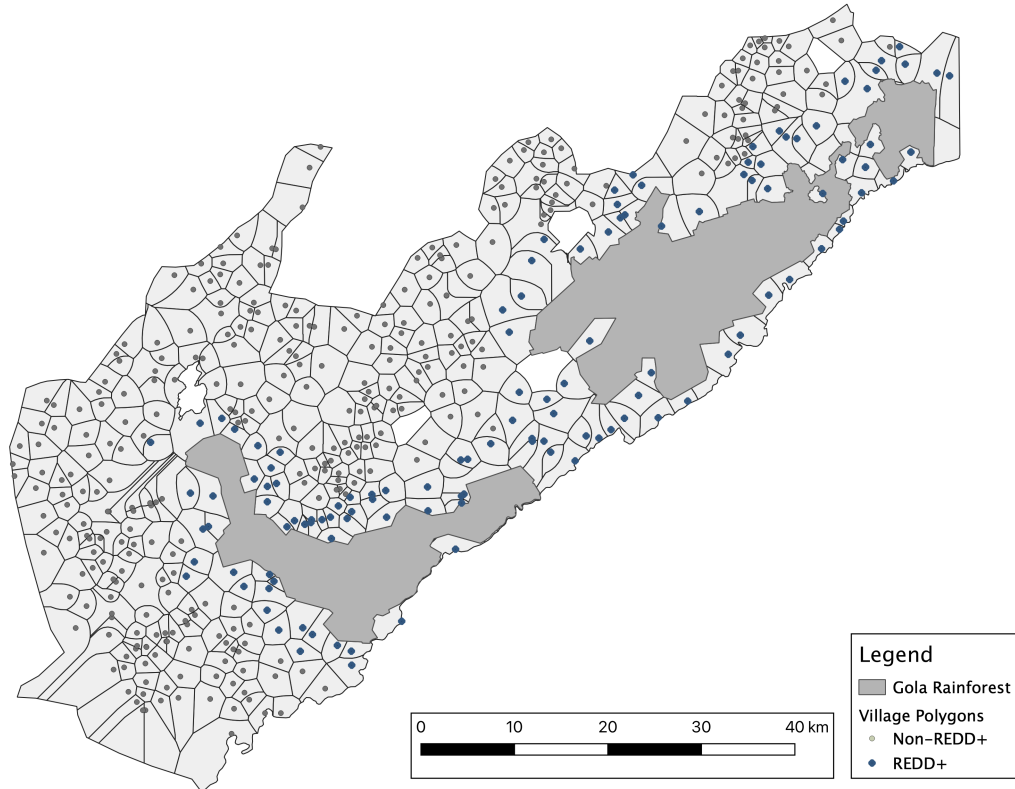 Legend
Gola Rainforest
Village Polygons
Non-REDD+
REDD+
0 10 20 30 40 km